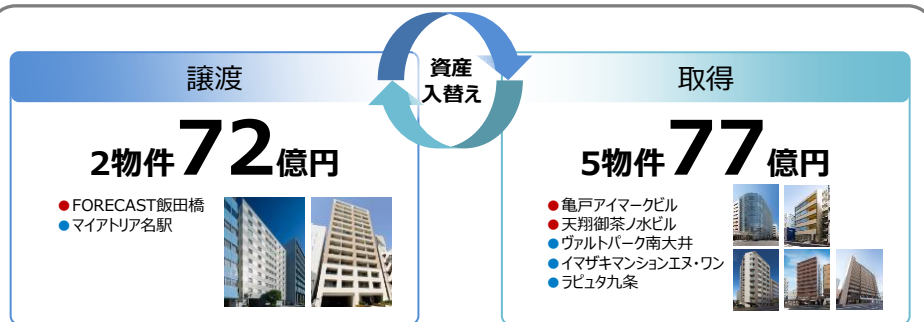 資産
入替え
譲渡
2物件72億円
●FORECAST飯田橋
●マイアトリア名駅
取得
5物件77億円
●亀戸アイマークビル
●天翔御茶ノ水ビル
●ヴァルトパーク南大井
●イマザキマンションエヌ・ワン
●ラピュタ九条